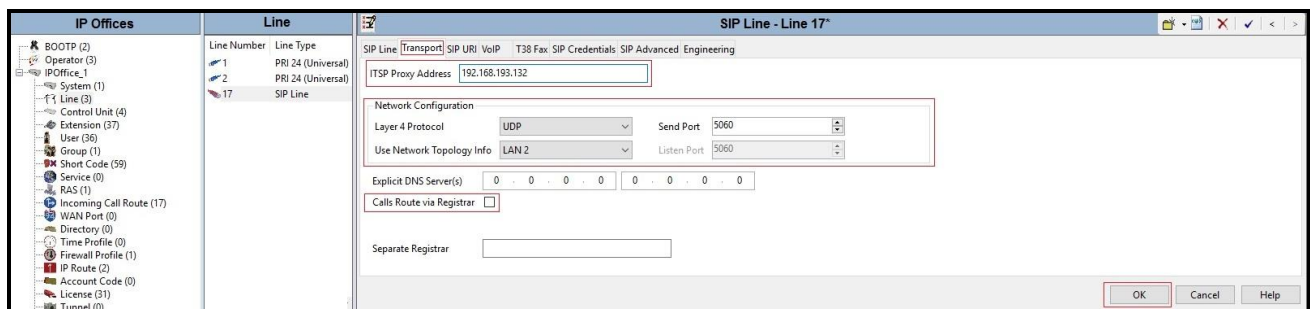 IP Offices
BOOTP (2)
Operator (3)
IPOffice_1
System (1)
Line (3)
Control Unit (4)
Extension (37)
User (36)
Group (1)
Short Code (59)
Service (0)
RAS (1)
Incoming Call Route (17)
WAN Port (0)
Directory (0)
Time Profile (0)
Firewall Profile (1)
IP Route (2)
Account Code (0)
License (31)
Tunnel (0)
Line
Line Number Line Type
1 PRI 24 (Universal)
2 PRI 24 (Universal)
17 SIP Line
SIP Line - Line 17*
SIP Line Transport SIP URI VoIP T38 Fax SIP Credentials SIP Advanced Engineering
ITSP Proxy Address 192.168.193.132
Network Configuration
Layer 4 Protocol UDP Send Port 5060
Use Network Topology Info LAN 2 Listen Port 5060
Explicit DNS Server(s) 0 . 0 . 0 . 0 0 . 0 . 0 . 0
Calls Route via Registrar
Separate Registrar
OK Cancel Help